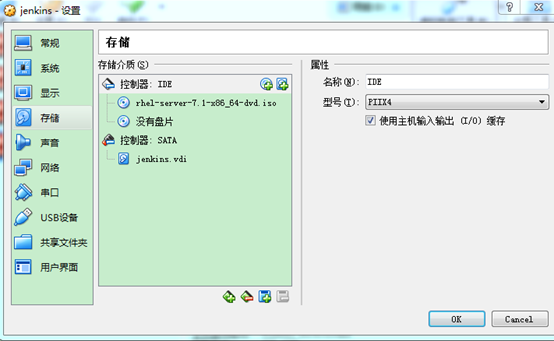 jenkins - 设置
常规
系统
显示
存储
声音
网络
串口
USB设备
共享文件夹
用户界面
存储
存储介质(S)
控制器: IDE
rhel-server-7.1-x86_64-dvd.iso
没有盘片
控制器: SATA
jenkins.vdi
属性
名称(N): IDE
型号(T): PIIX4
使用主机输入输出 (I/O) 缓存
OK
Cancel